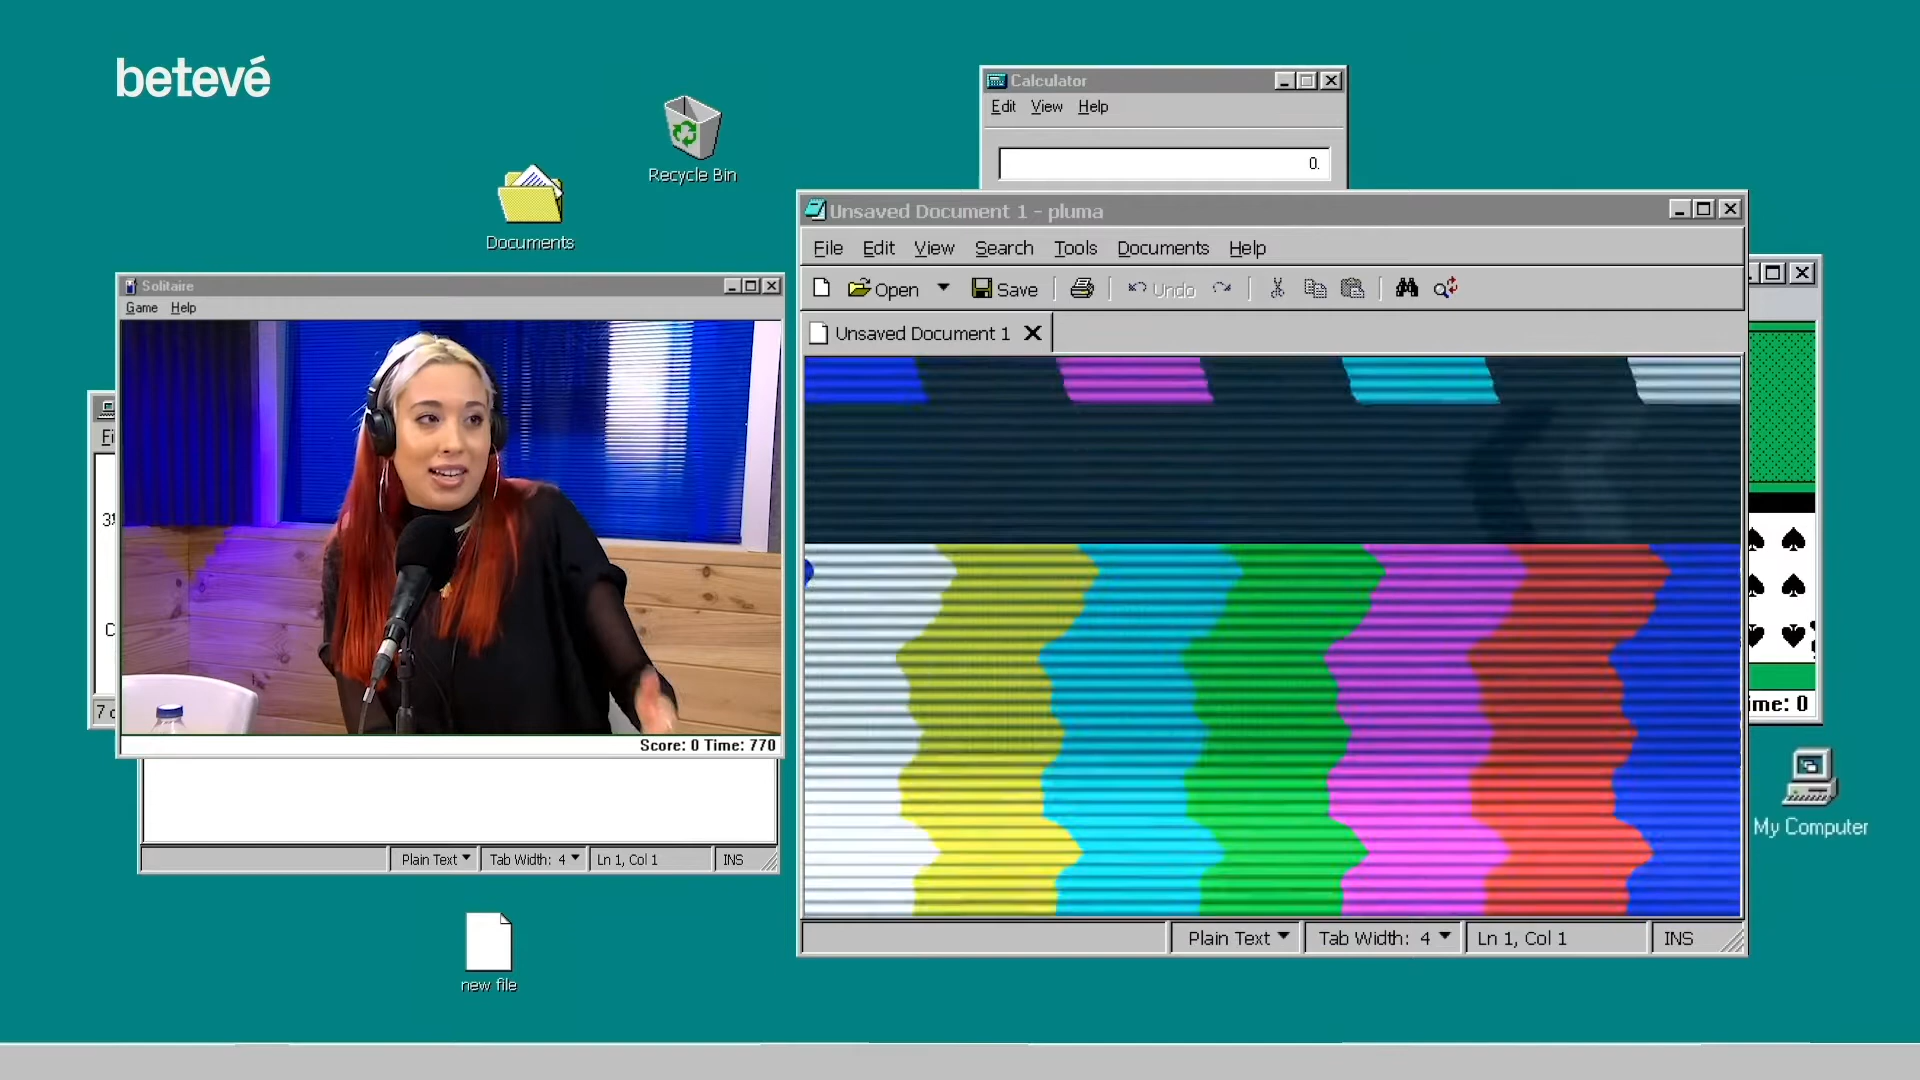 betevé
Recycle Bin
Documents
Calculator
Edit View Help
0.
Unsaved Document 1 - pluma
File Edit View Search Tools Documents Help
Open Save Undo
Unsaved Document 1
Solitaire
Game Help
Score: 0 Time: 770
Plain Text Tab Width: 4 Ln 1, Col 1 INS
Plain Text Tab Width: 4 Ln 1, Col 1 INS
ime: 0
My Computer
new file